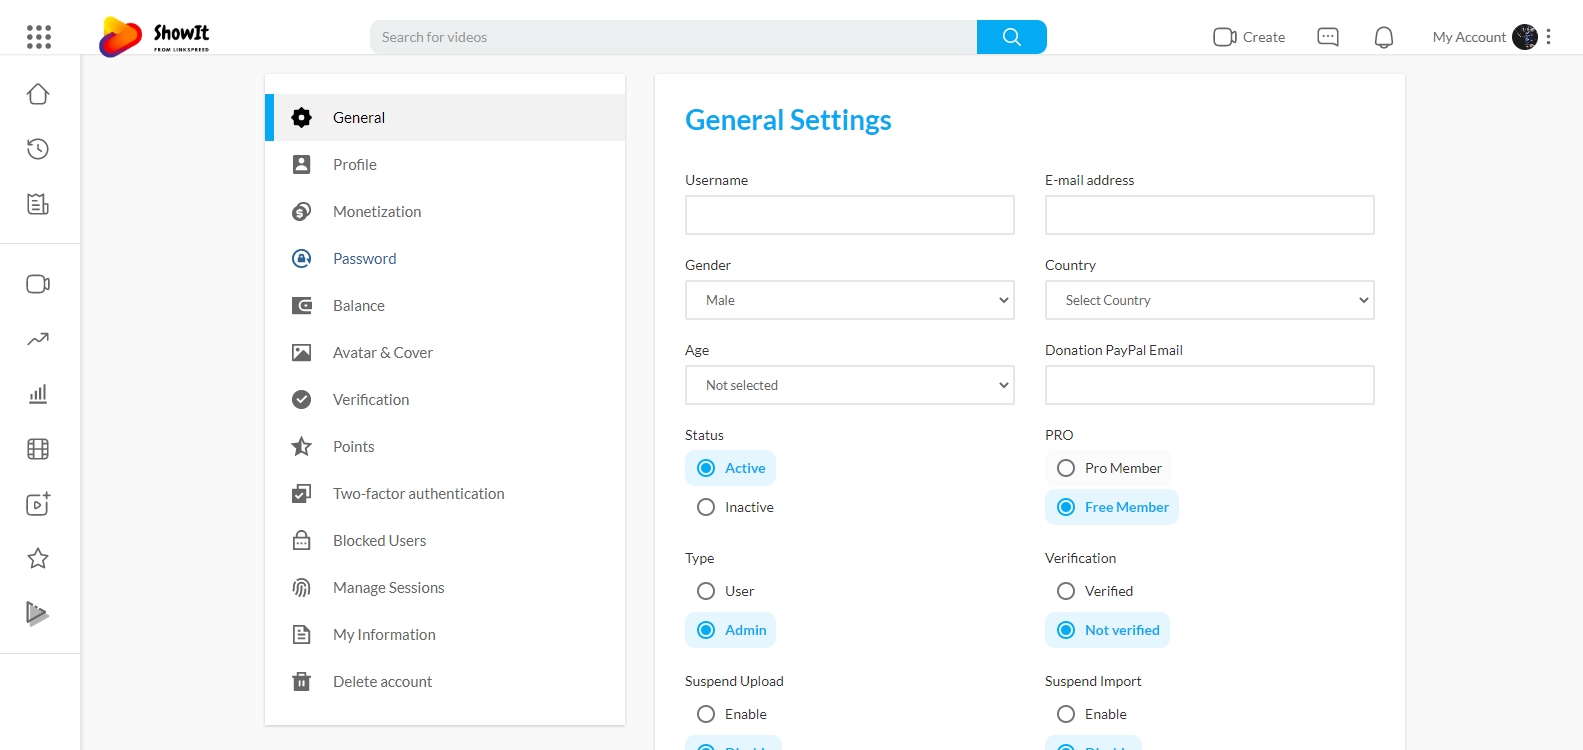 ShowIt
FROM LINKSPREED
Search for videos
Create
My Account
General
Profile
Monetization
Password
Balance
Avatar & Cover
Verification
Points
Two-factor authentication
Blocked Users
Manage Sessions
My Information
Delete account
General Settings
Username
E-mail address
Gender
Country
Male
Select Country
Age
Donation PayPal Email
Not selected
Status
PRO
Active
Pro Member
Inactive
Free Member
Type
Verification
User
Verified
Admin
Not verified
Suspend Upload
Suspend Import
Enable
Enable